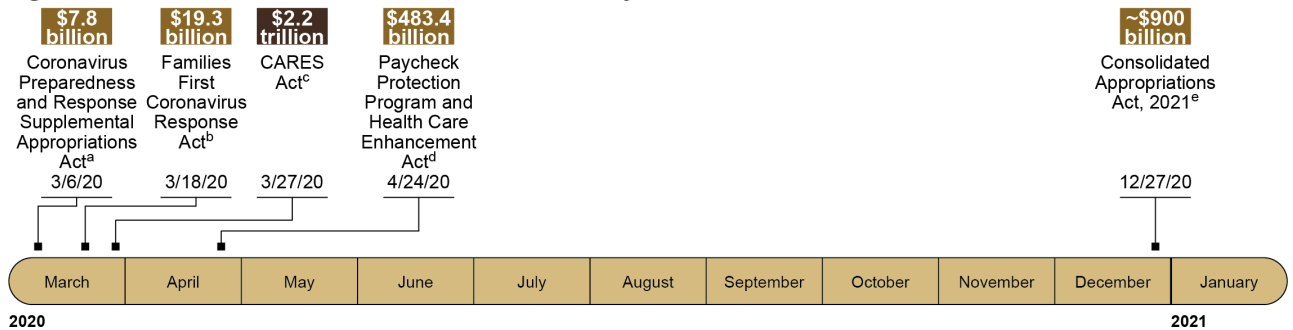 $7.8
billion
Coronavirus
Preparedness
and Response
Supplemental
Appropriations
Actᵃ
3/6/20
$19.3
billion
Families
First
Coronavirus
Response
Actᵇ
3/18/20
$2.2
trillion
CARES
Actᶜ
3/27/20
$483.4
billion
Paycheck
Protection
Program and
Health Care
Enhancement
Actᵈ
4/24/20
~$900
billion
Consolidated
Appropriations
Act, 2021ᵉ
12/27/20
March
April
May
June
July
August
September
October
November
December
January
2020
2021